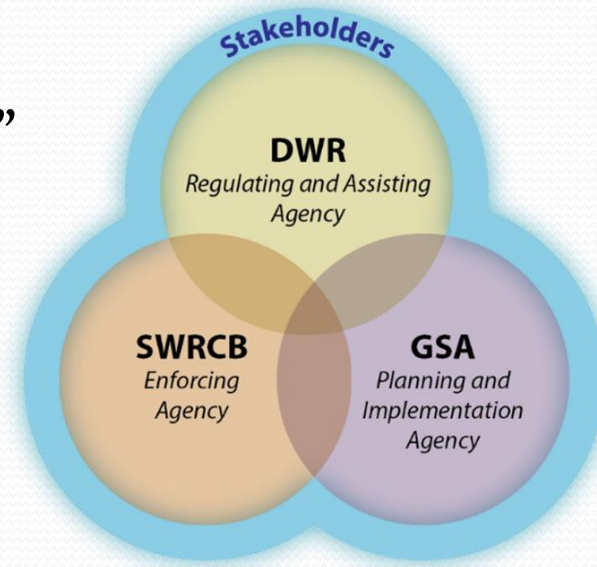 ”
Stakeholders
DWR
Regulating and Assisting
Agency
SWRCB
Enforcing
Agency
GSA
Planning and
Implementation
Agency